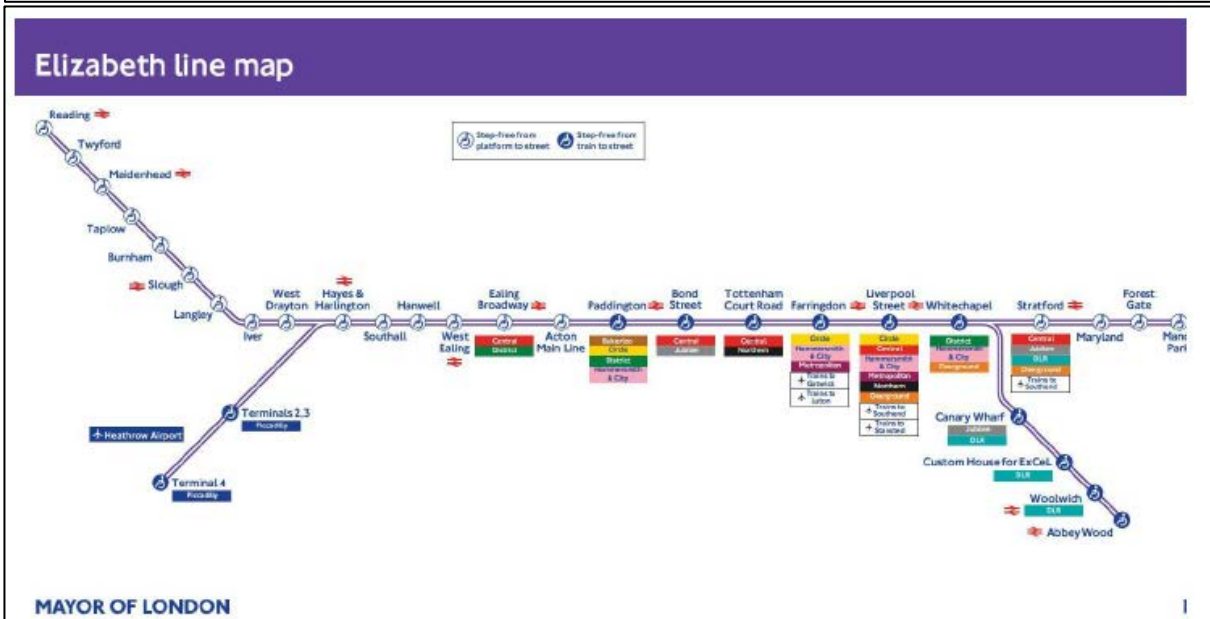 Elizabeth line map
Step-free from
platform to street
Step-free from
train to street
Reading
Twyford
Maidenhead
Taplow
Burnham
Slough
Langley
Iver
West
Drayton
Hayes &
Harlington
Southall
Hanwell
West
Ealing
Ealing
Broadway
Central
District
Acton
Main Line
Paddington
Bakerloo
Circle
District
Hammersmith
& City
Bond
Street
Central
Jubilee
Tottenham
Court Road
Central
Northern
Farringdon
Circle
Hammersmith
& City
Metropolitan
Trains to
Gatwick
Trains to
Luton
Liverpool
Street
Circle
Central
Hammersmith
& City
Metropolitan
Northern
Overground
Trains to
Southend
Trains to
Stansted
Whitechapel
District
Hammersmith
& City
Overground
Stratford
Central
Jubilee
DLR
Overground
Trains to
Southend
Maryland
Forest
Gate
Park
Terminals 2,3
Piccadilly
Heathrow Airport
Terminal 4
Piccadilly
Canary Wharf
Jubilee
DLR
Custom House for ExCeL
DLR
Woolwich
DLR
Abbey Wood
MAYOR OF LONDON